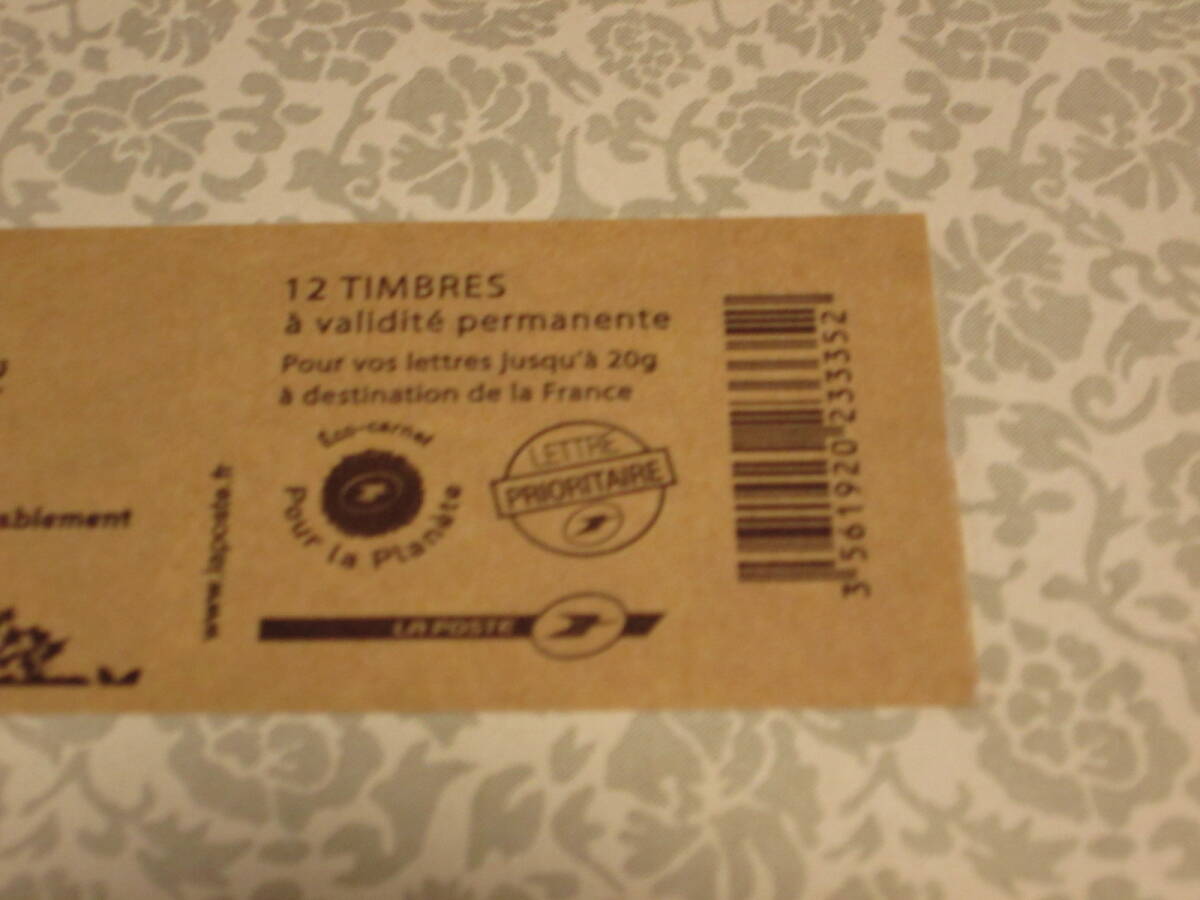 12 TIMBRES
à validité permanente
Pour vos lettres jusqu'à 20g
à destination de la France
Éco-carnet
Pour la Planète
LETTRE
PRIORITAIRE
LA POSTE
www.laposte.fr
3 561920 233352